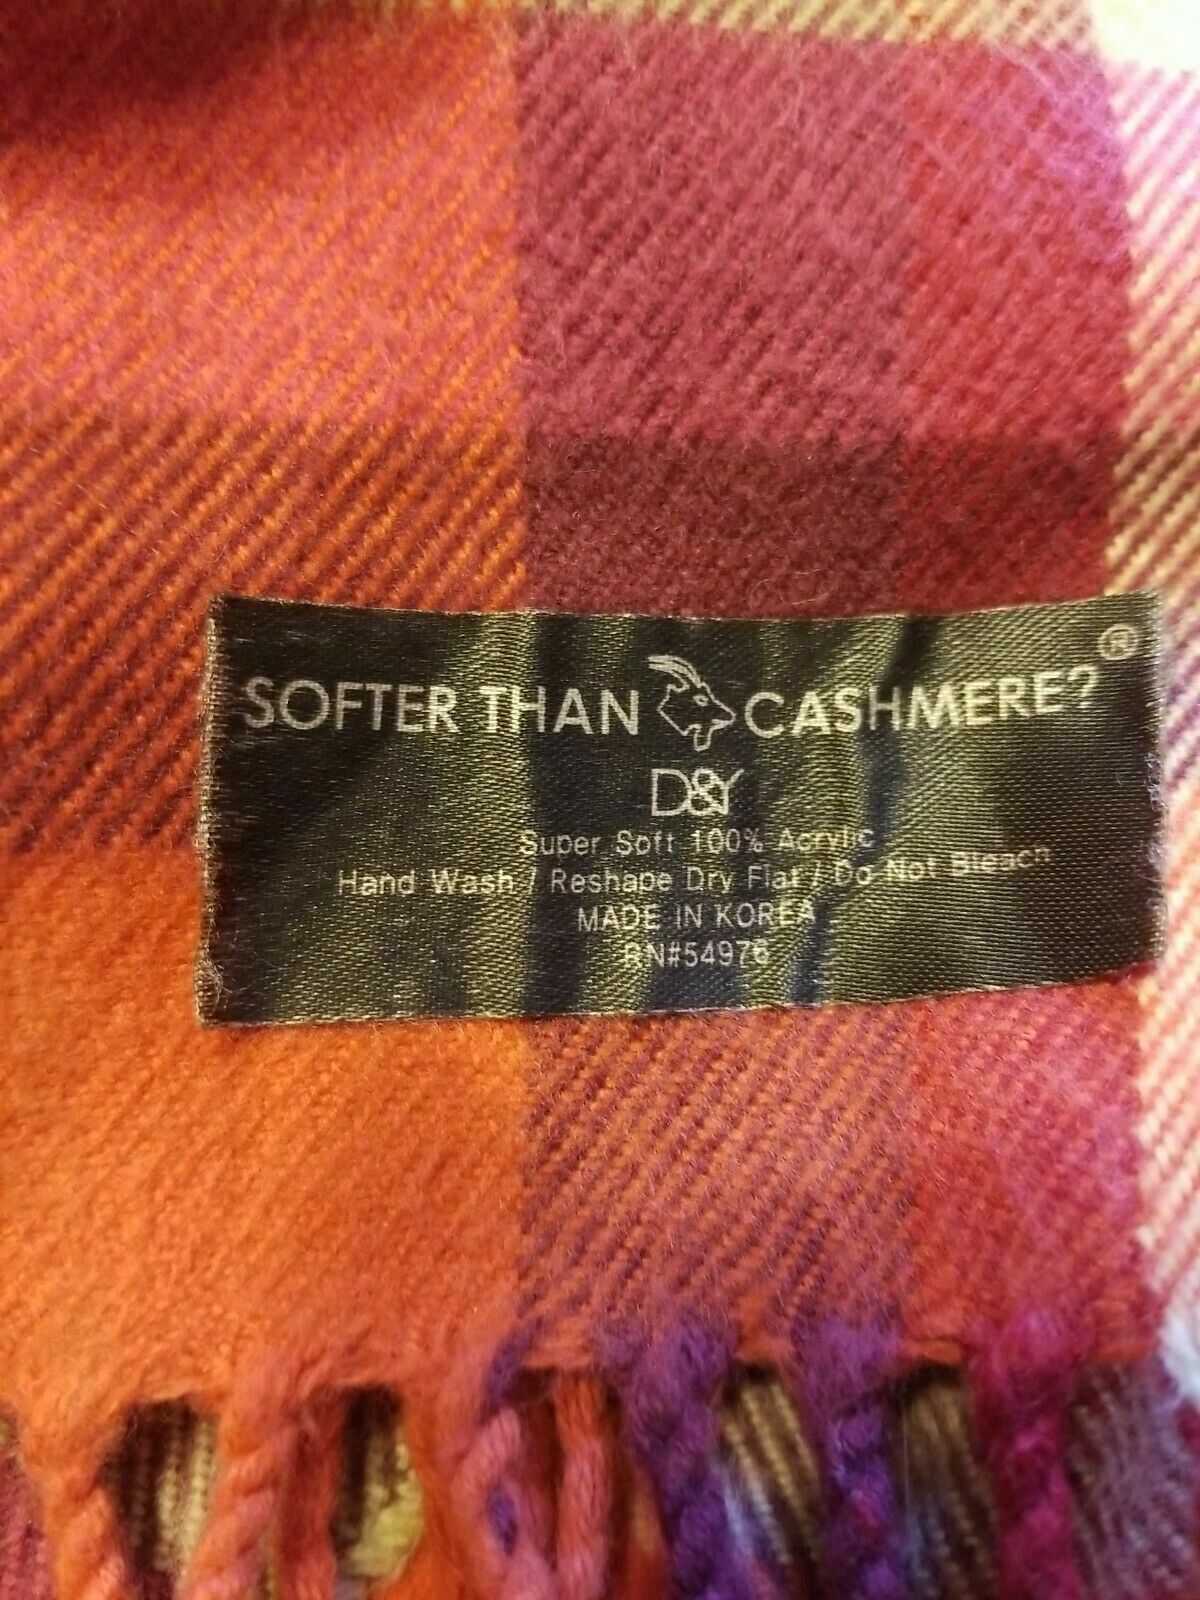 SOFTER THAN CASHMERE?®
D&Y
Super Soft 100% Acrylic
Hand Wash / Reshape Dry Flat / Do Not Bleach
MADE IN KOREA
RN#54976